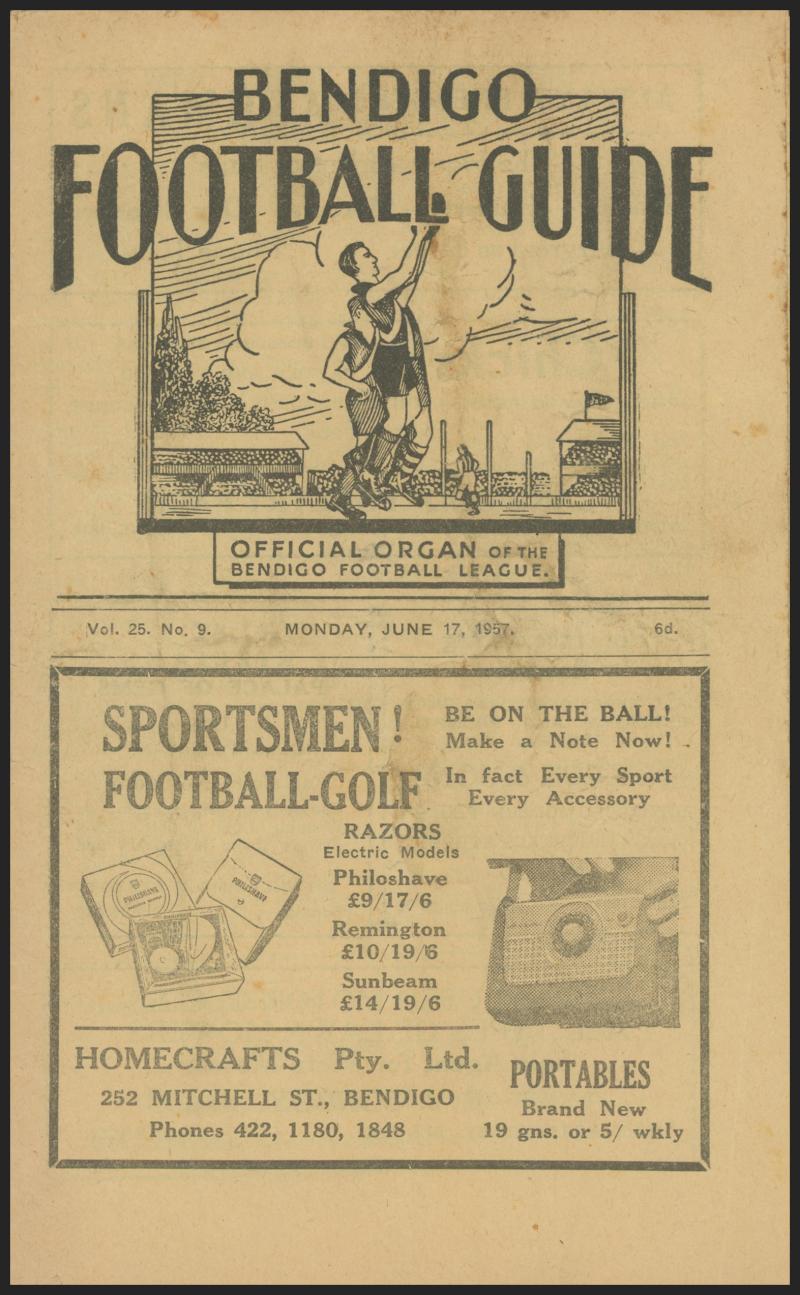 BENDIGO
FOOTBALL GUIDE
OFFICIAL ORGAN OF THE
BENDIGO FOOTBALL LEAGUE.
Vol. 25. No. 9. MONDAY, JUNE 17, 1957. 6d.
SPORTSMEN!
FOOTBALL-GOLF
BE ON THE BALL!
Make a Note Now!
In fact Every Sport
Every Accessory
RAZORS
Electric Models
Philoshave
£9/17/6
Remington
£10/19/6
Sunbeam
£14/19/6
PHILISHAVE
PHILISHAVE
HOMECRAFTS Pty. Ltd.
252 MITCHELL ST., BENDIGO
Phones 422, 1180, 1848
PORTABLES
Brand New
19 gns. or 5/ wkly